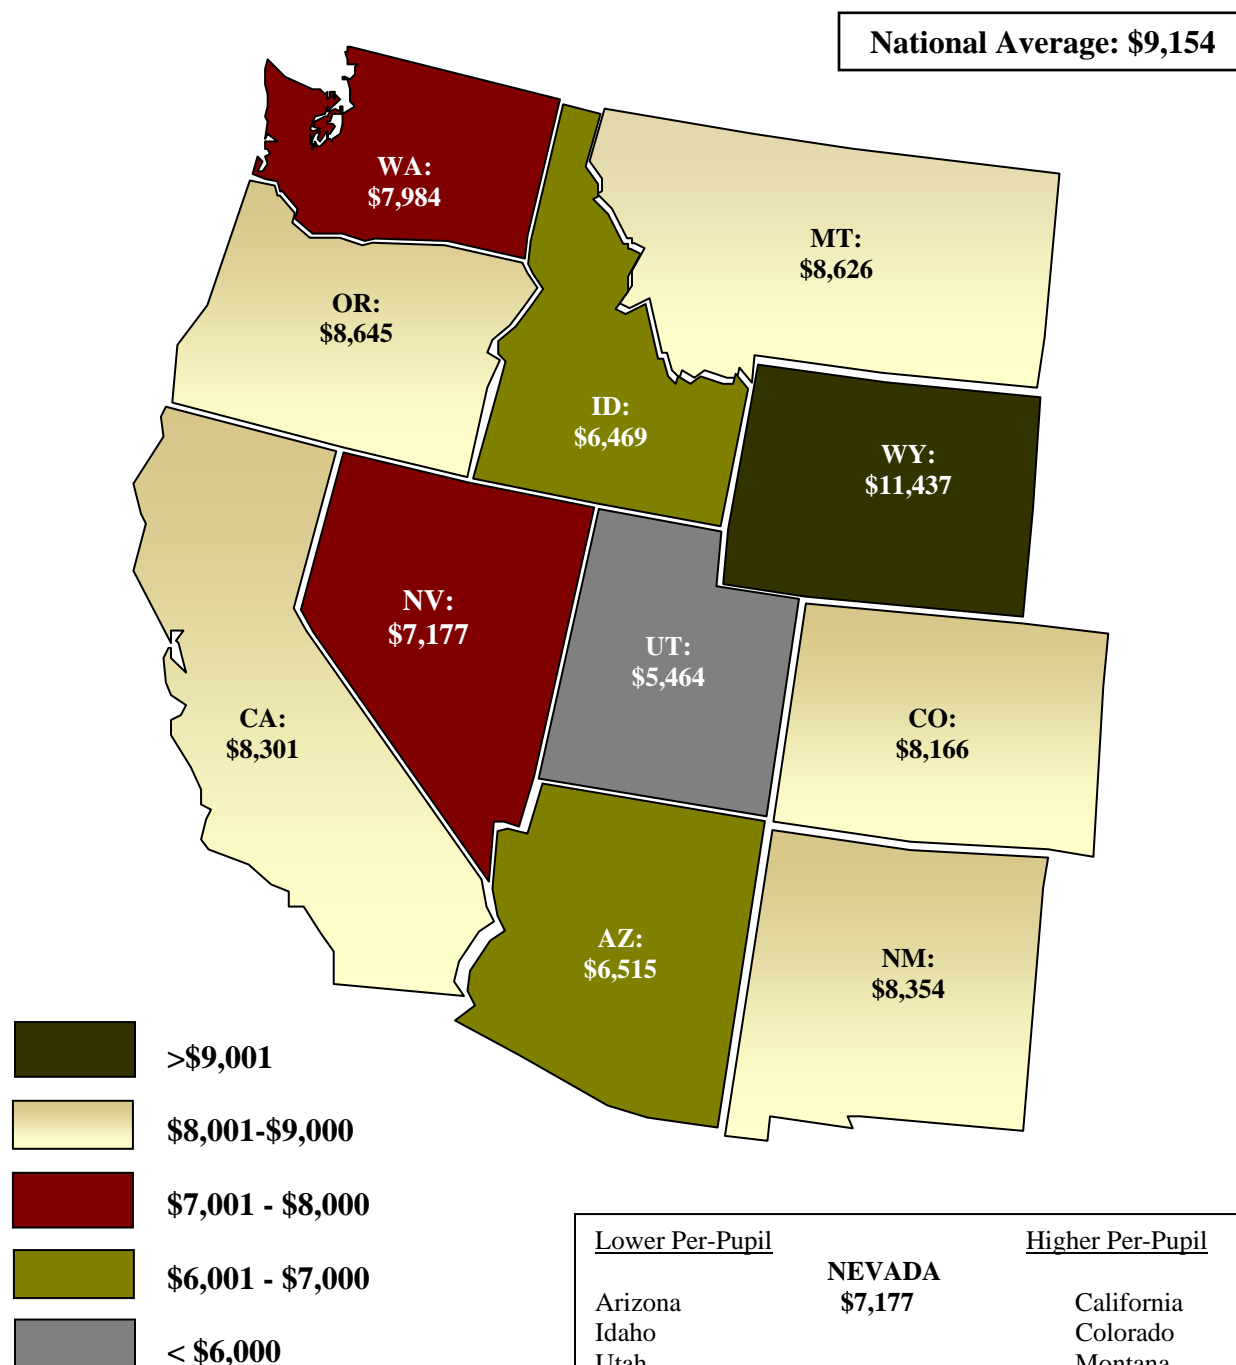 National Average: $9,154
WA:
$7,984
MT:
$8,626
OR:
$8,645
ID:
$6,469
WY:
$11,437
NV:
$7,177
UT:
$5,464
CA:
$8,301
CO:
$8,166
AZ:
$6,515
NM:
$8,354
>$9,001
$8,001-$9,000
$7,001 - $8,000
$6,001 - $7,000
< $6,000
Lower Per-Pupil Higher Per-Pupil
NEVADA
Arizona $7,177 California
Idaho Colorado
Utah Montana